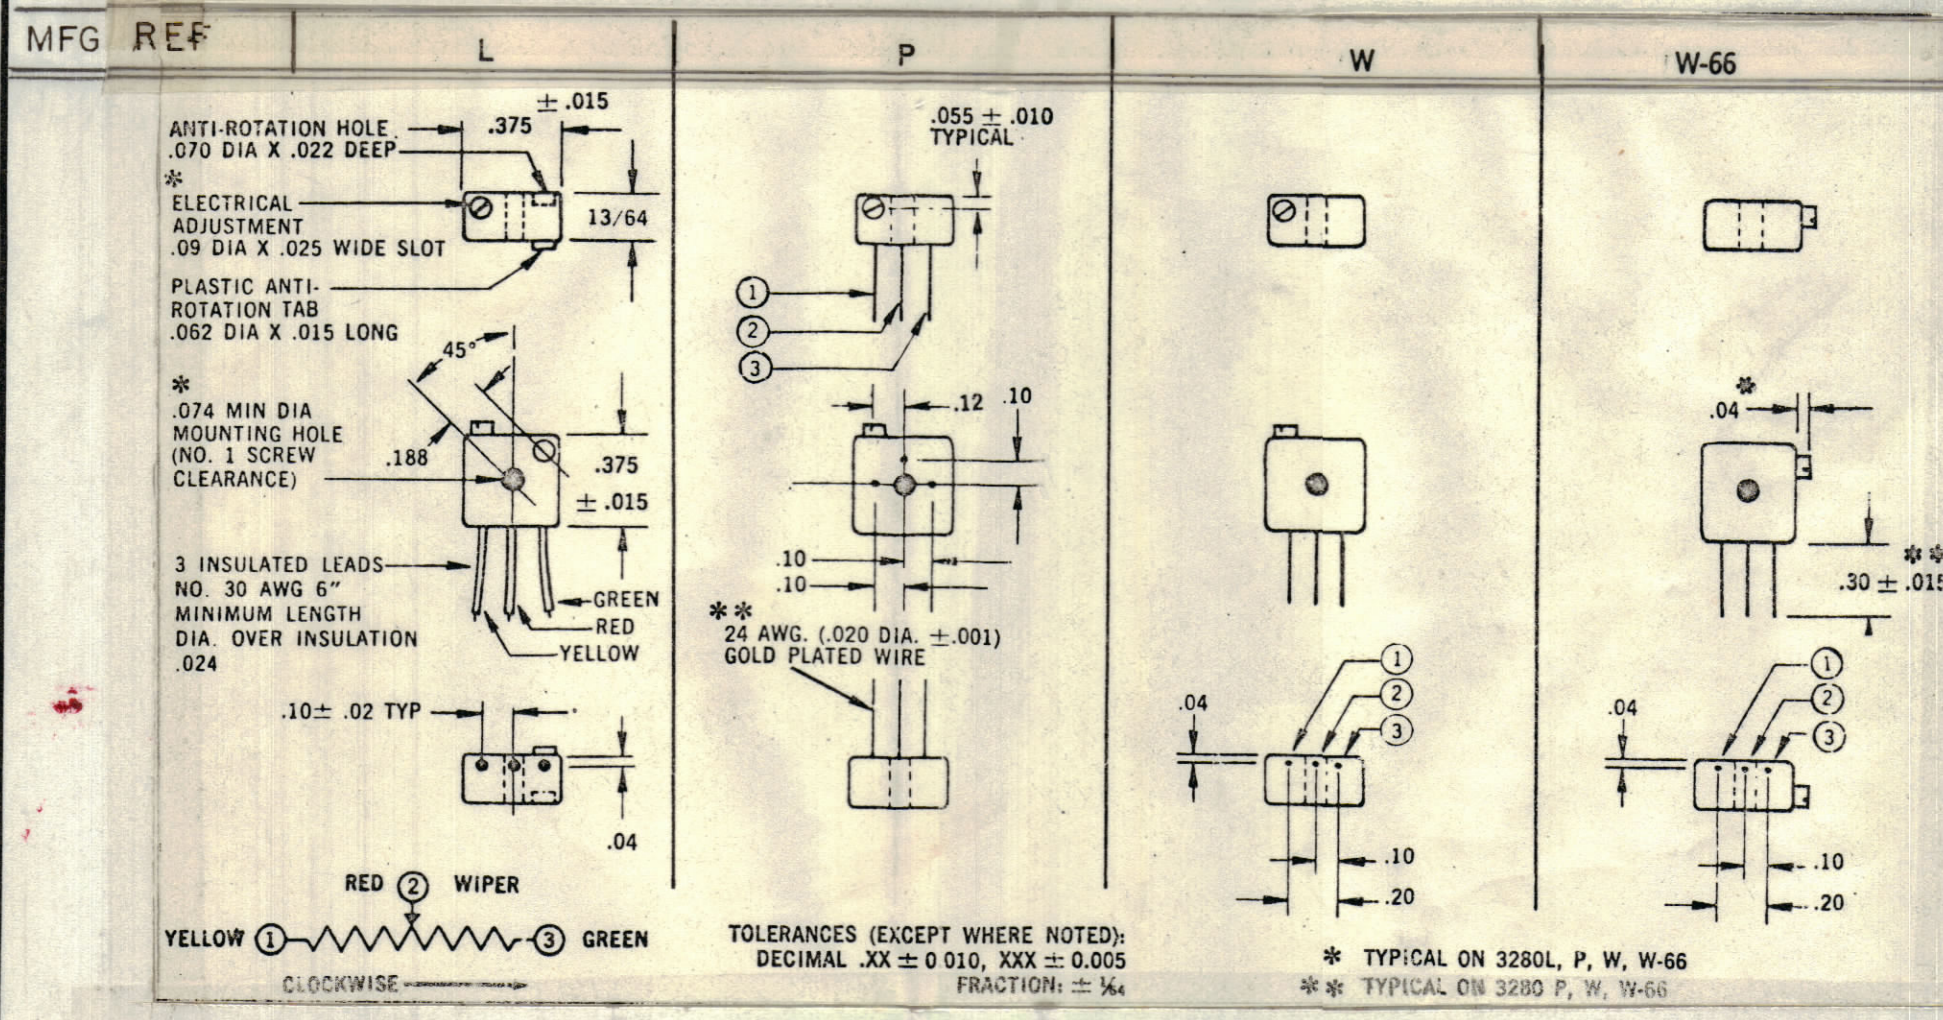 MFG REF
L
P
W
W-66
± .015
ANTI-ROTATION HOLE .375
.070 DIA X .022 DEEP
*
ELECTRICAL
ADJUSTMENT
.09 DIA X .025 WIDE SLOT
13/64
PLASTIC ANTI-
ROTATION TAB
.062 DIA X .015 LONG
45°
*
.074 MIN DIA
MOUNTING HOLE
(NO. 1 SCREW
CLEARANCE)
.188
.375
± .015
3 INSULATED LEADS
NO. 30 AWG 6"
MINIMUM LENGTH
DIA. OVER INSULATION
.024
GREEN
RED
YELLOW
.10± .02 TYP
.04
RED 2 WIPER
YELLOW 1 3 GREEN
CLOCKWISE
.055 ± .010
TYPICAL
1
2
3
.12 .10
.10
.10
**
24 AWG. (.020 DIA. ±.001)
GOLD PLATED WIRE
TOLERANCES (EXCEPT WHERE NOTED):
DECIMAL .XX ± 0 010, XXX ± 0.005
FRACTION: ± 1/64
1
2
3
.04
.10
.20
*
.04
**
.30 ± .015
1
2
3
.04
.10
.20
* TYPICAL ON 3280L, P, W, W-66
** TYPICAL ON 3280 P, W, W-66